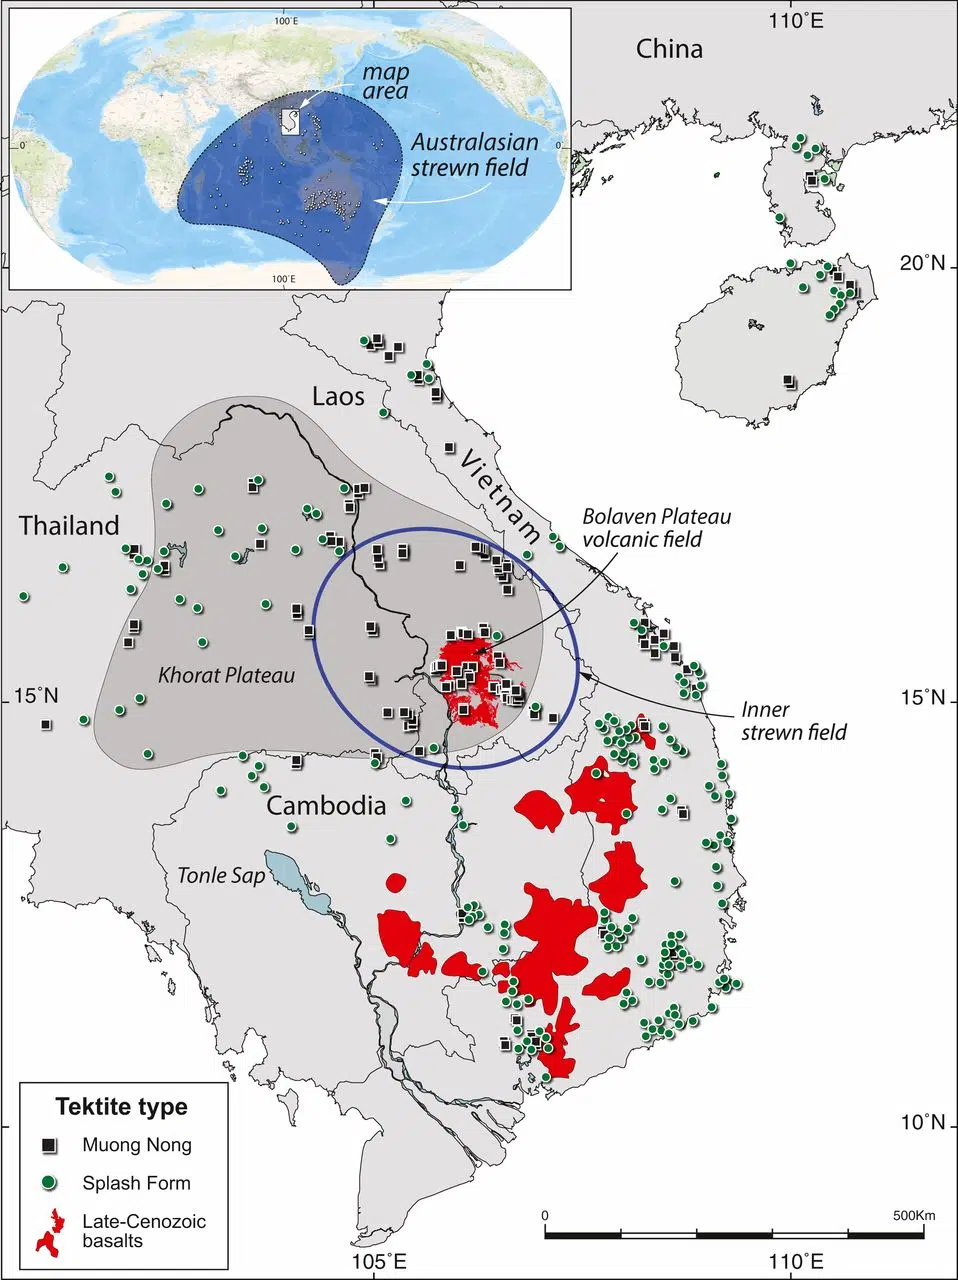 100°E
110°E
China
map
area
Australasian
strewn field
0
0
100°E
20°N
Laos
Vietnam
Thailand
Bolaven Plateau
volcanic field
Khorat Plateau
15°N
15°N
Inner
strewn field
Cambodia
Tonle Sap
Tektite type
Muong Nong
Splash Form
Late-Cenozoic
basalts
10°N
0
500Km
105°E
110°E